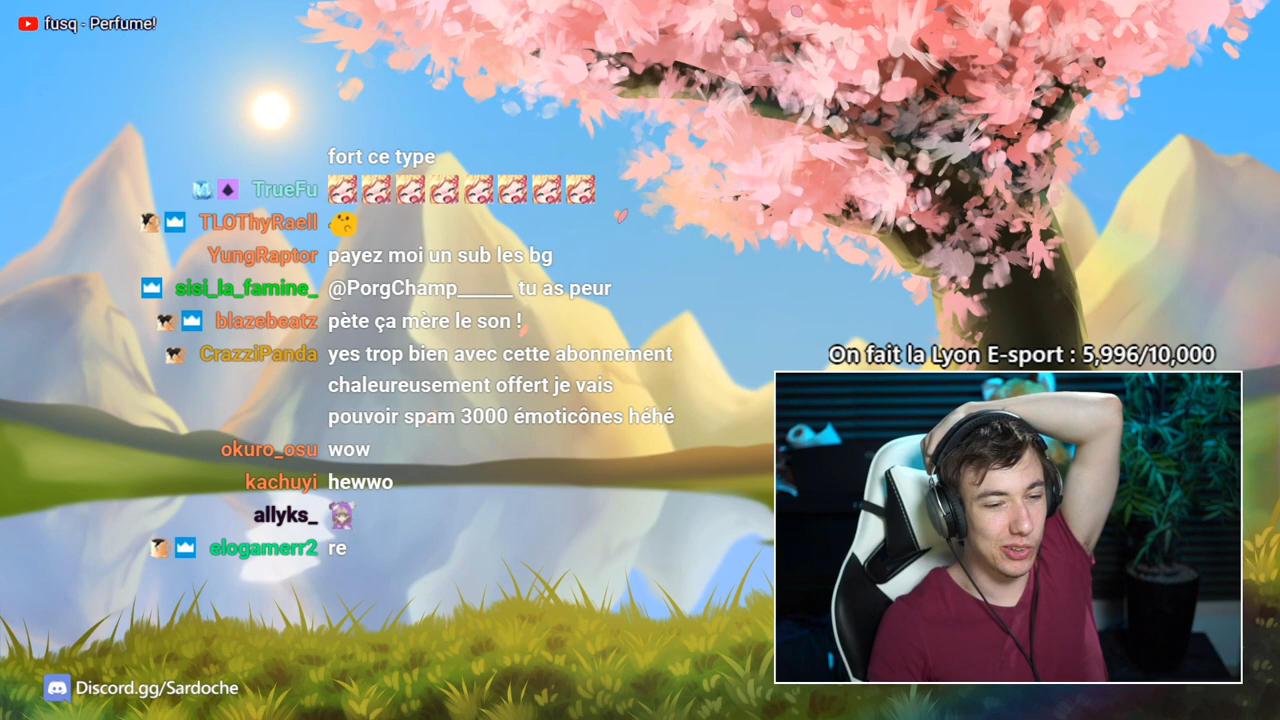 fusq - Perfume!
fort ce type
TrueFu
TLOThyRaell
YungRaptor payez moi un sub les bg
sisi_la_famine_ @PorgChamp______ tu as peur
blazebeatz pète ça mère le son !
CrazziPanda yes trop bien avec cette abonnement
chaleureusement offert je vais
pouvoir spam 3000 émoticônes héhé
okuro_osu wow
kachuyi hewwo
allyks_
elogamerr2 re
On fait la Lyon E-sport : 5,996/10,000
Discord.gg/Sardoche